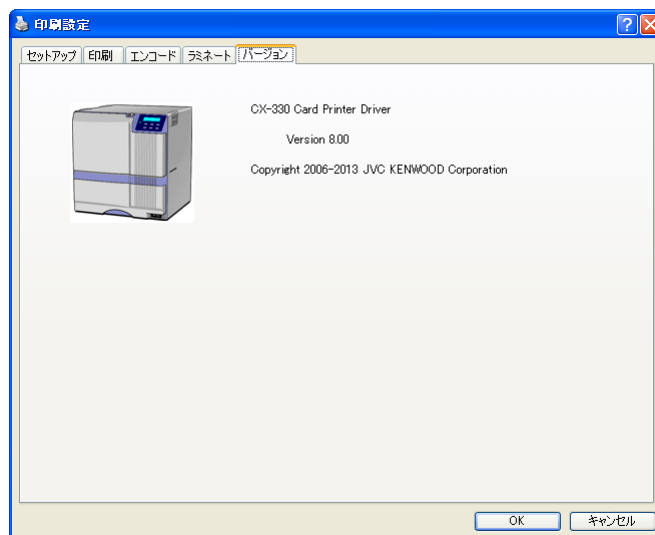 印刷設定
セットアップ 印刷 エンコード ラミネート バージョン
CX-330 Card Printer Driver
Version 8.00
Copyright 2006-2013 JVC KENWOOD Corporation
OK キャンセル